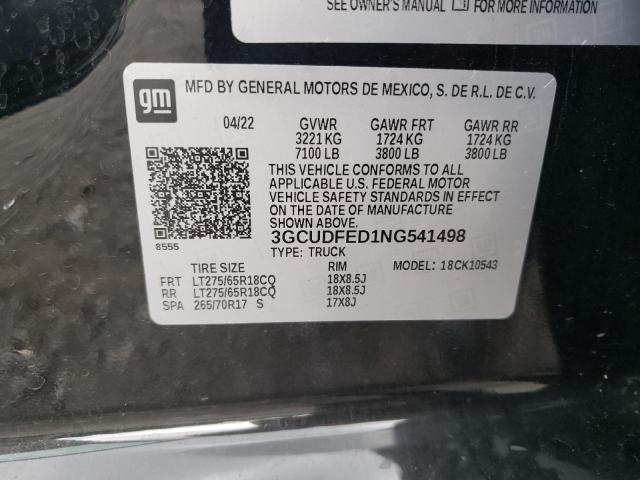 SEE OWNER'S MANUAL FOR MORE INFORMATION
gm
MFD BY GENERAL MOTORS DE MEXICO, S. DE R.L. DE C.V.
04/22 GVWR GAWR FRT GAWR RR
3221 KG 1724 KG 1724 KG
7100 LB 3800 LB 3800 LB
THIS VEHICLE CONFORMS TO ALL
APPLICABLE U.S. FEDERAL MOTOR
VEHICLE SAFETY STANDARDS IN EFFECT
ON THE DATE OF MANUFACTURE
SHOWN ABOVE.
8555
3GCUDFED1NG541498
TYPE: TRUCK
TIRE SIZE RIM MODEL: 18CK10543
FRT LT275/65R18CQ 18X8.5J
RR LT275/65R18CQ 18X8.5J
SPA 265/70R17 S 17X8J